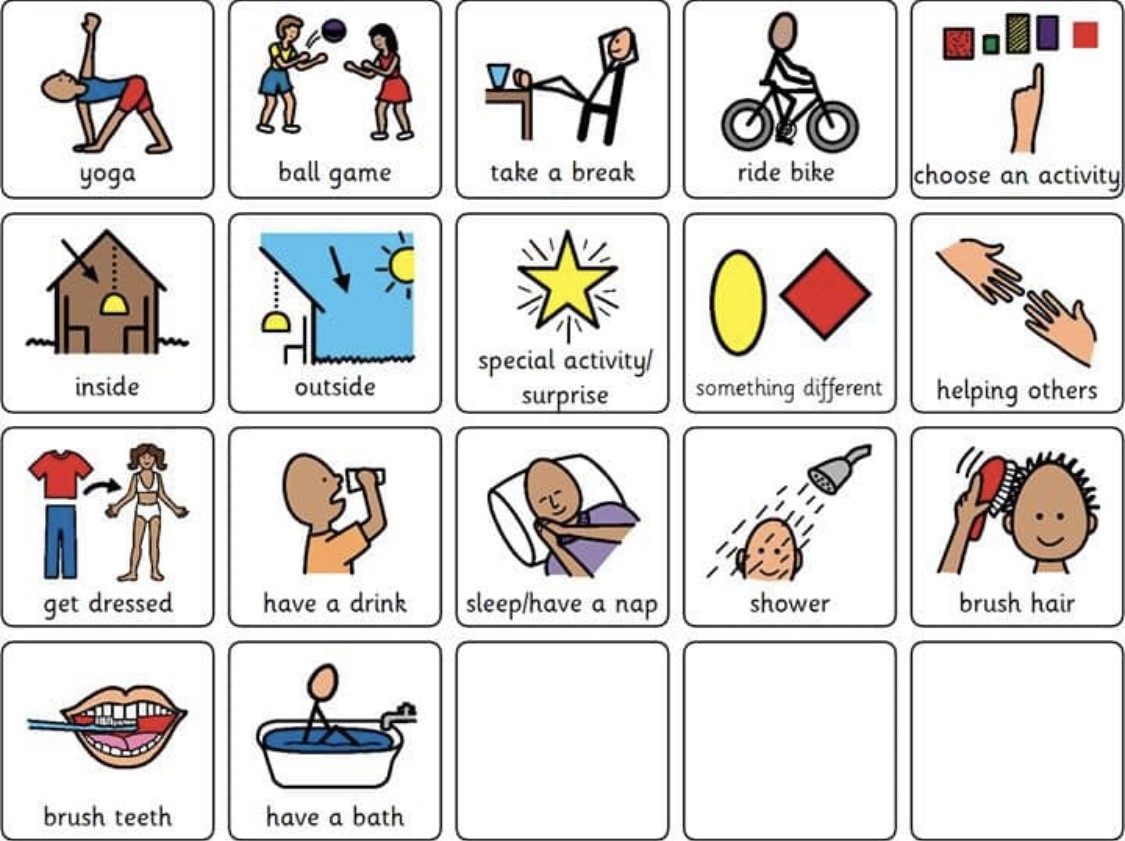 yoga
ball game
take a break
ride bike
choose an activity
inside
outside
special activity/
surprise
something different
helping others
get dressed
have a drink
sleep/have a nap
shower
brush hair
brush teeth
have a bath